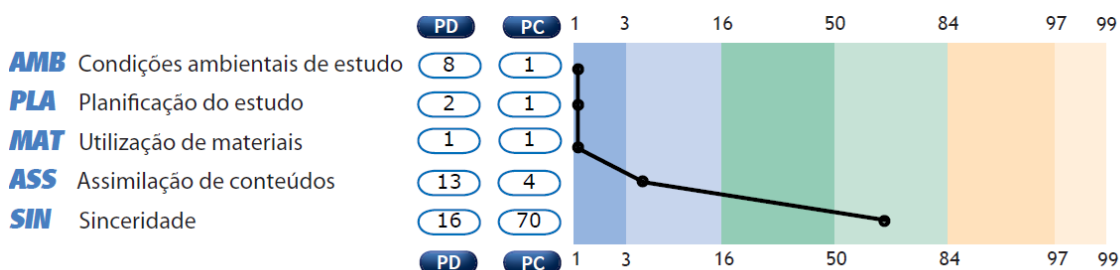 PD PC 1 3 16 50 84 97 99
AMB Condições ambientais de estudo 8 1
PLA Planificação do estudo 2 1
MAT Utilização de materiais 1 1
ASS Assimilação de conteúdos 13 4
SIN Sinceridade 16 70
PD PC 1 3 16 50 84 97 99